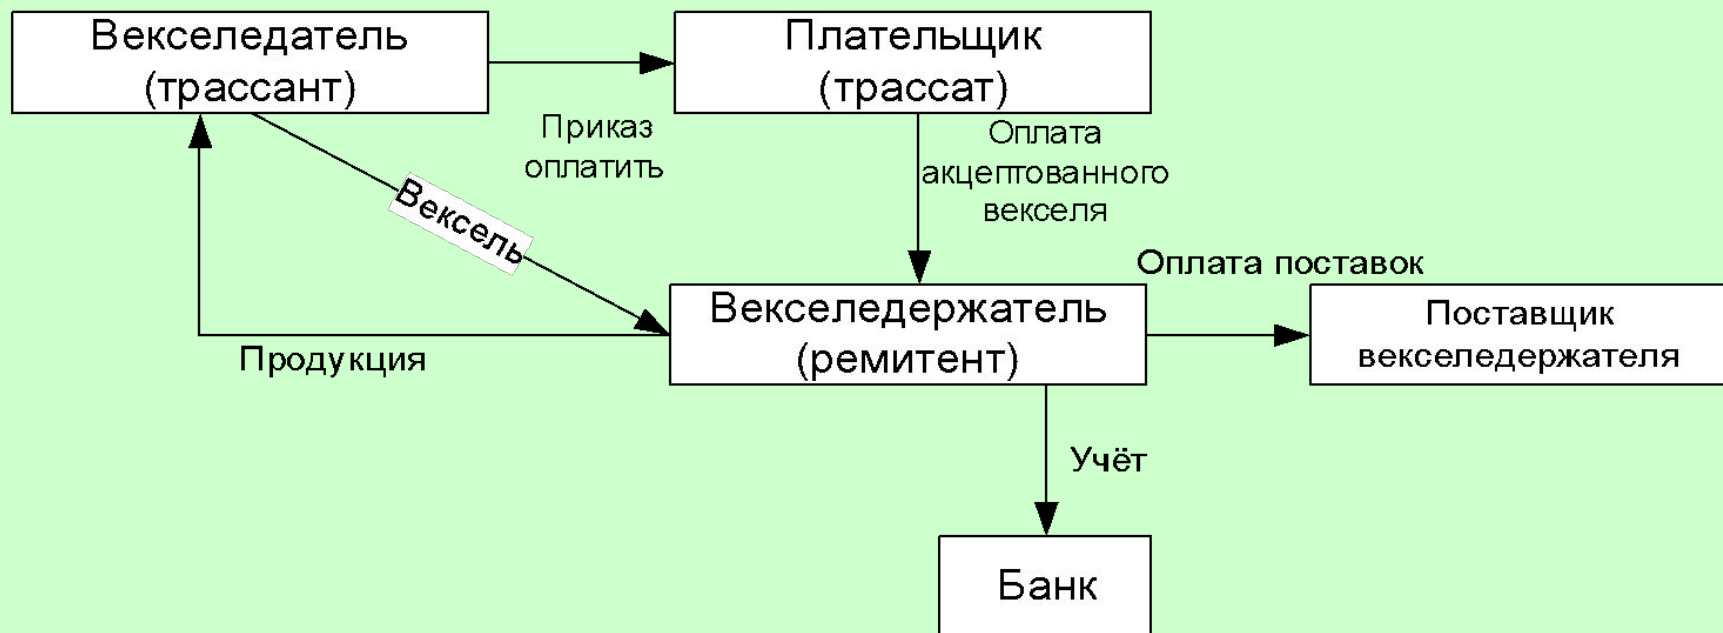 Векселедатель
(трассант)
Плательщик
(трассат)
Приказ
оплатить
Оплата
акцептованного
векселя
Вексель
Оплата поставок
Векселедержатель
(ремитент)
Поставщик
векселедержателя
Продукция
Учёт
Банк